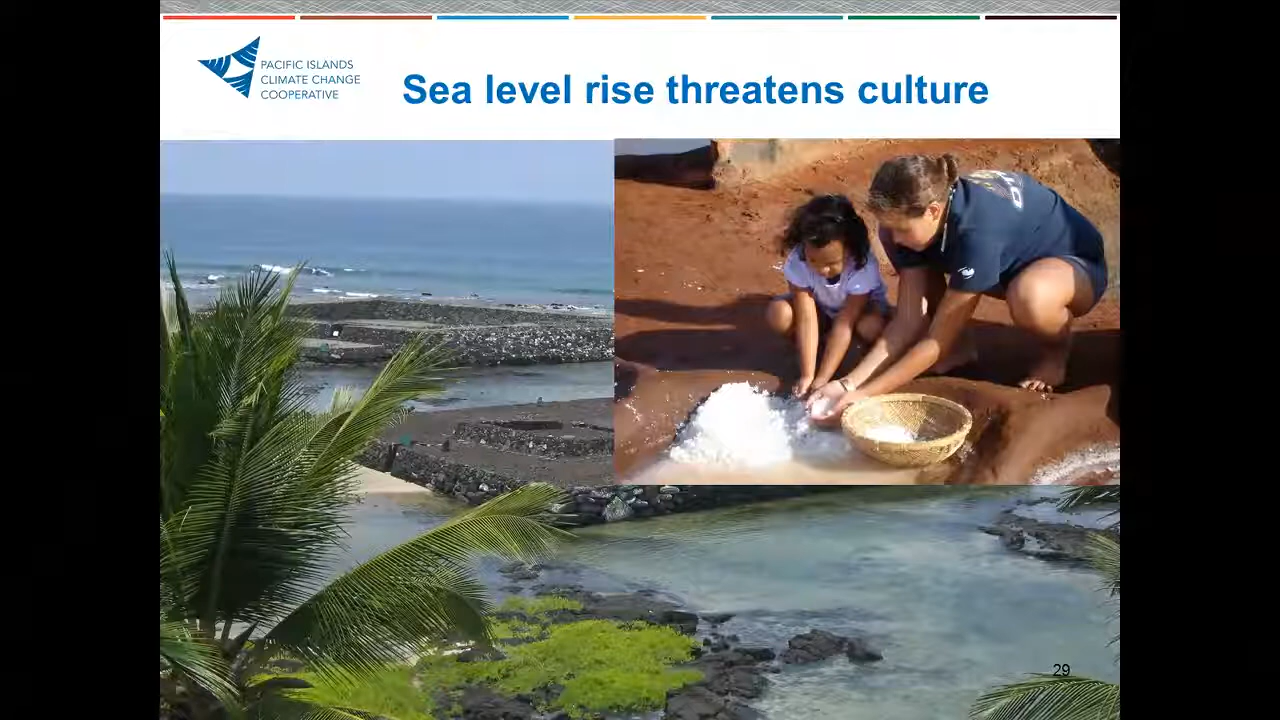 PACIFIC ISLANDS
CLIMATE CHANGE
COOPERATIVE
Sea level rise threatens culture
29